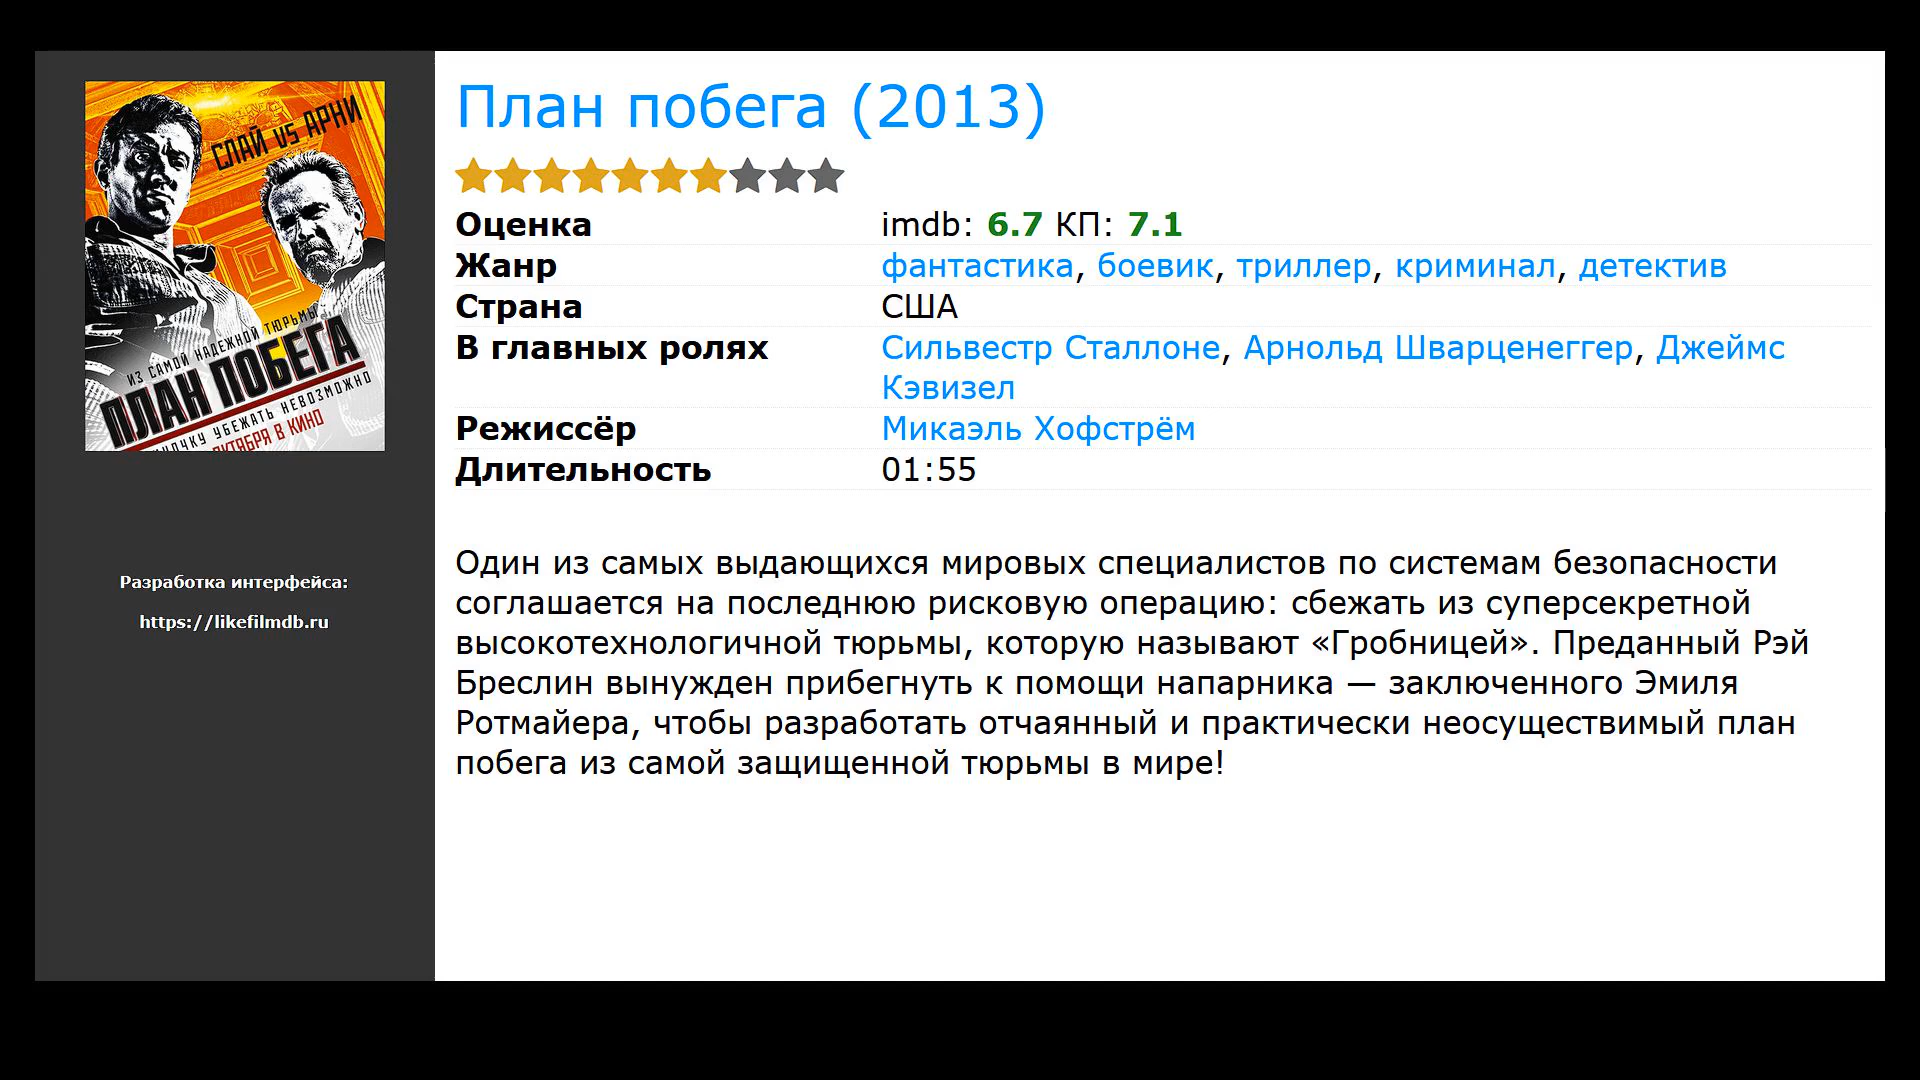 СЛАЙ VS АРНИ
ИЗ САМОЙ НАДЕЖНОЙ ТЮРЬМЫ
ПЛАН ПОБЕГА
УБЕЖАТЬ НЕВОЗМОЖНО
В КИНО
Разработка интерфейса:
https://likefilmdb.ru
План побега (2013)
Оценка imdb: 6.7 КП: 7.1
Жанр фантастика, боевик, триллер, криминал, детектив
Страна США
В главных ролях Сильвестр Сталлоне, Арнольд Шварценеггер, Джеймс
Кэвизел
Режиссёр Микаэль Хофстрём
Длительность 01:55
Один из самых выдающихся мировых специалистов по системам безопасности
соглашается на последнюю рисковую операцию: сбежать из суперсекретной
высокотехнологичной тюрьмы, которую называют «Гробницей». Преданный Рэй
Бреслин вынужден прибегнуть к помощи напарника — заключенного Эмиля
Ротмайера, чтобы разработать отчаянный и практически неосуществимый план
побега из самой защищенной тюрьмы в мире!